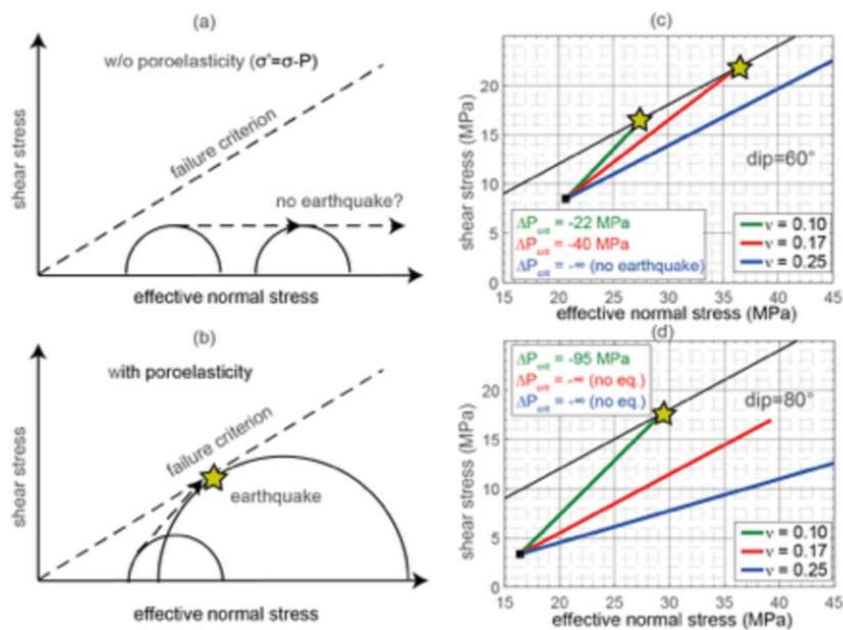 (a)
w/o poroelasticity (σ'=σ-P)
failure criterion
no earthquake?
shear stress
effective normal stress
(b)
with poroelasticity
failure criterion
earthquake
shear stress
effective normal stress
(c)
20
15
10
5
0
shear stress (MPa)
dip=60°
ΔPcrit = -22 MPa
ΔPcrit = -40 MPa
ΔPcrit = -∞ (no earthquake)
ν = 0.10
ν = 0.17
ν = 0.25
15 20 25 30 35 40 45
effective normal stress (MPa)
(d)
20
15
10
5
0
shear stress (MPa)
ΔPcrit = -95 MPa
ΔPcrit = -∞ (no eq.)
ΔPcrit = -∞ (no eq.)
dip=80°
ν = 0.10
ν = 0.17
ν = 0.25
15 20 25 30 35 40 45
effective normal stress (MPa)